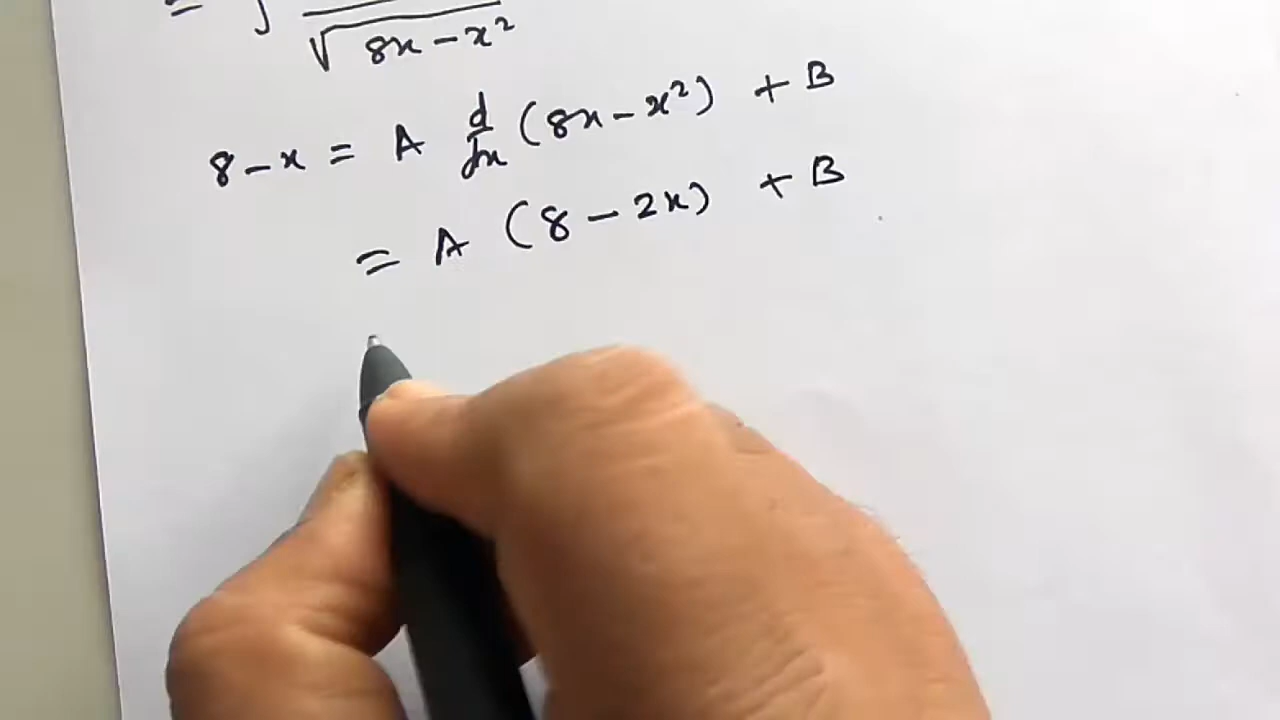 = ∫ ――― / √(8x - x²)
8 - x = A d/dx (8x - x²) + B
= A (8 - 2x) + B